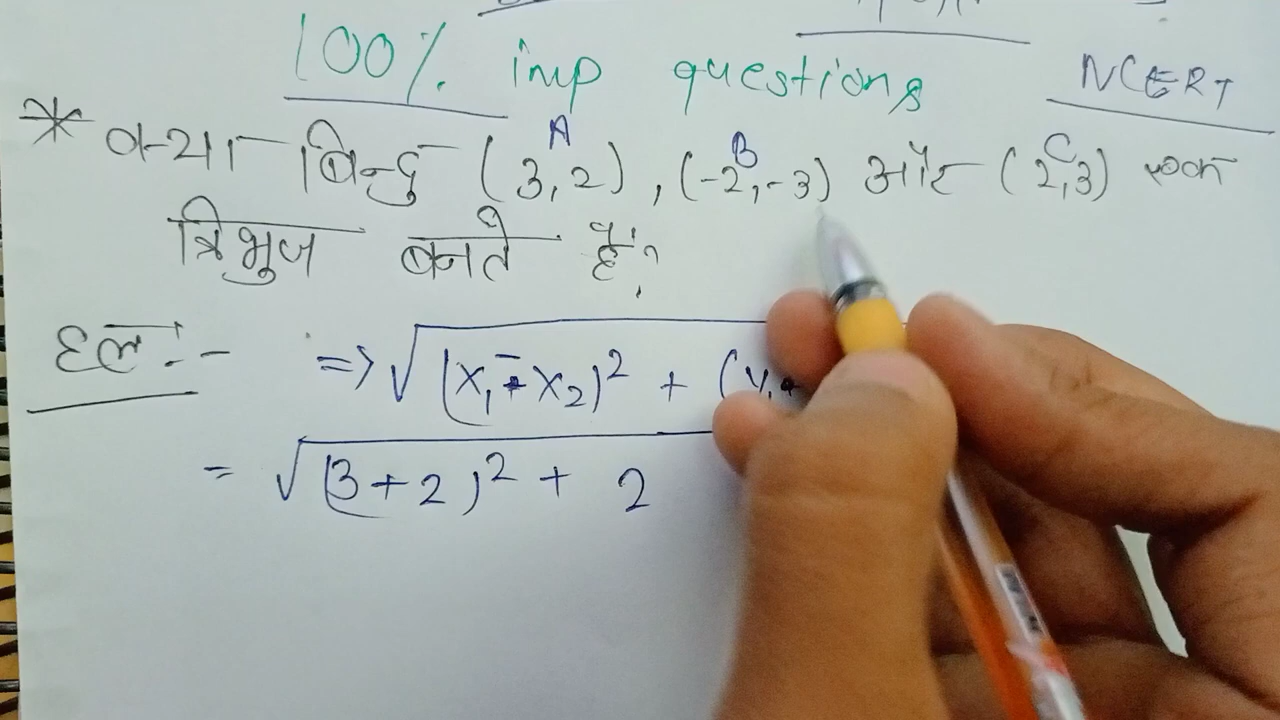 100% imp questions NCERT
* क्या बिन्दु (3,2), (-2,-3) और (2,3) एक
A B C
त्रिभुज बनते हैं?
हल:- => √(x₁-x₂)² + (y₁
= √(3+2)² + 2